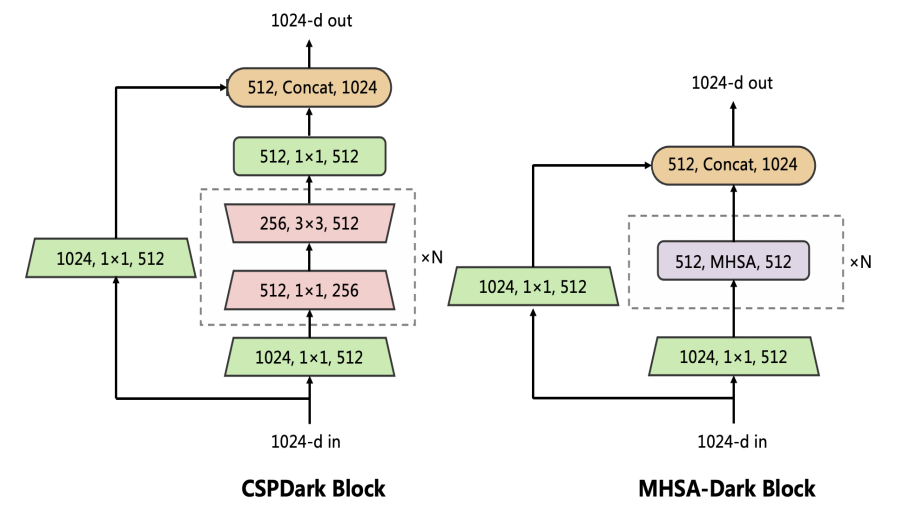 1024-d out
512, Concat, 1024
512, 1×1, 512
256, 3×3, 512
1024, 1×1, 512
×N
512, 1×1, 256
1024, 1×1, 512
1024-d in
CSPDark Block
1024-d out
512, Concat, 1024
512, MHSA, 512
×N
1024, 1×1, 512
1024, 1×1, 512
1024-d in
MHSA-Dark Block